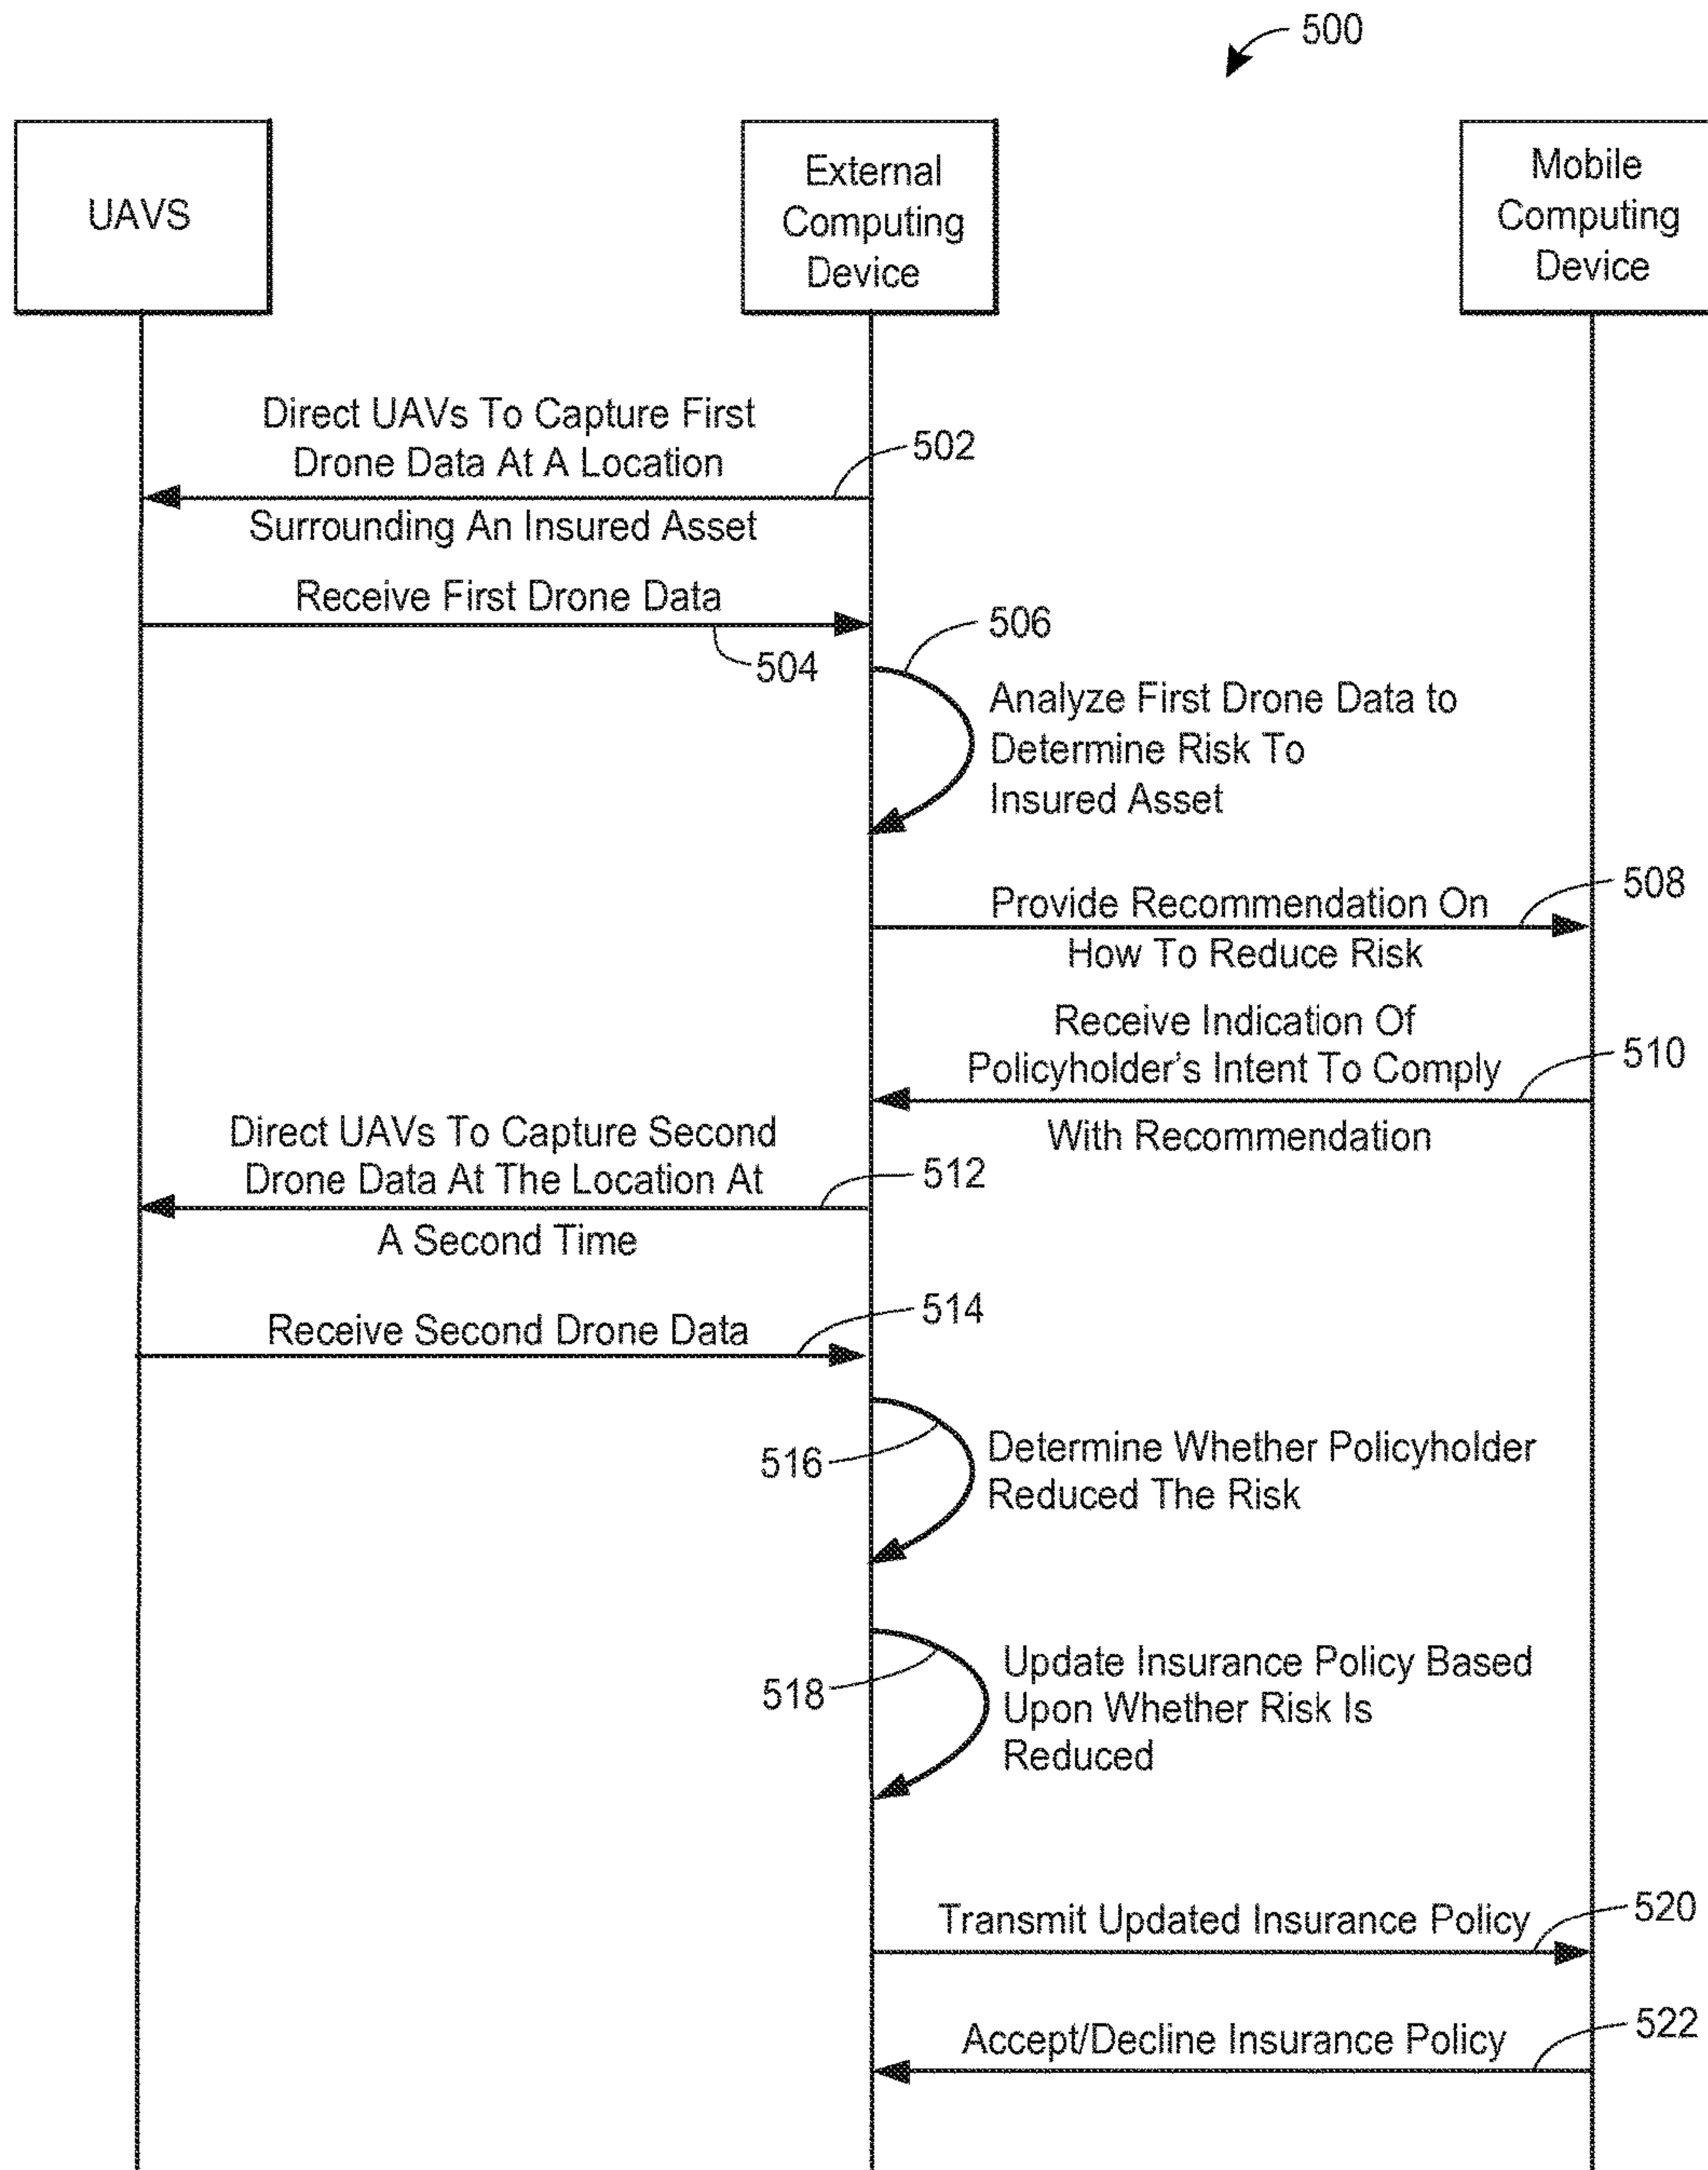 500
UAVS
External
Computing
Device
Mobile
Computing
Device
Direct UAVs To Capture First
Drone Data At A Location
Surrounding An Insured Asset
502
Receive First Drone Data
504
506
Analyze First Drone Data to
Determine Risk To
Insured Asset
Provide Recommendation On
How To Reduce Risk
508
Receive Indication Of
Policyholder's Intent To Comply
With Recommendation
510
Direct UAVs To Capture Second
Drone Data At The Location At
A Second Time
512
Receive Second Drone Data
514
516
Determine Whether Policyholder
Reduced The Risk
518
Update Insurance Policy Based
Upon Whether Risk Is
Reduced
Transmit Updated Insurance Policy
520
Accept/Decline Insurance Policy
522